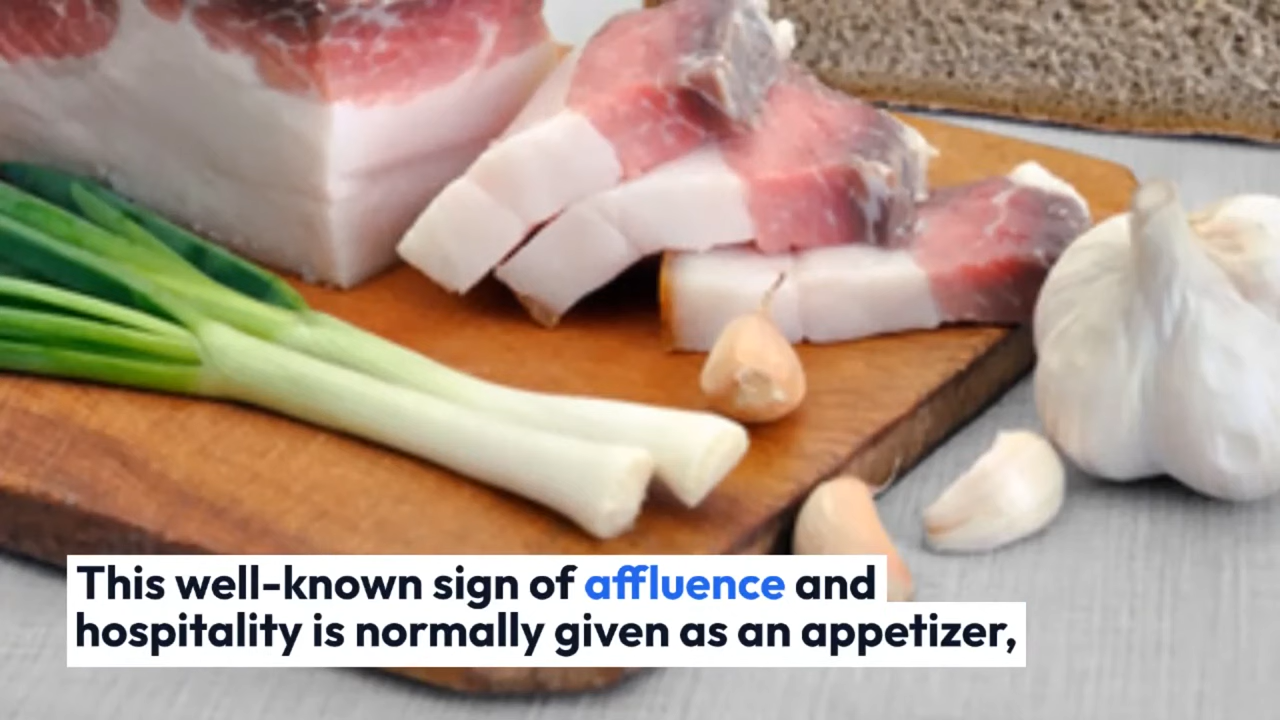 This well-known sign of affluence and
hospitality is normally given as an appetizer,